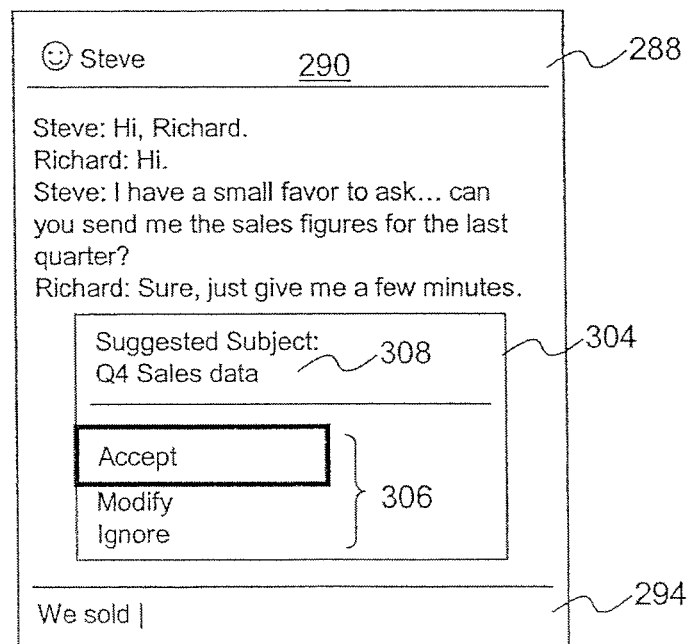 Steve 290 288
Steve: Hi, Richard.
Richard: Hi.
Steve: I have a small favor to ask... can
you send me the sales figures for the last
quarter?
Richard: Sure, just give me a few minutes.
Suggested Subject: 304
Q4 Sales data 308
Accept
Modify 306
Ignore
We sold | 294